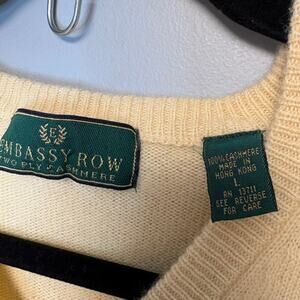 E
EMBASSY ROW
TWO PLY CASHMERE
100% CASHMERE
MADE IN
HONG KONG
L
RN 13711
SEE REVERSE
FOR CARE